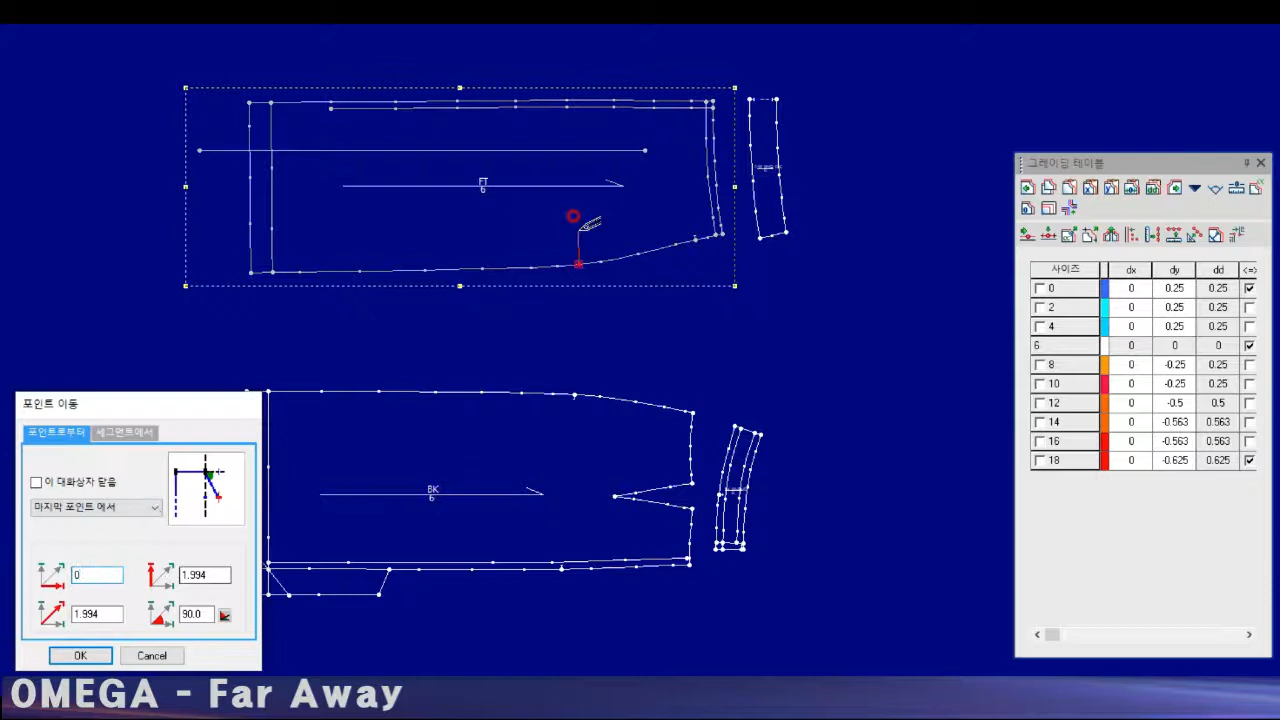 그레이딩 테이블
FT
6
사이즈 dx dy dd <=>
0 0 0.25 0.25
2 0 0.25 0.25
4 0 0.25 0.25
6 0 0 0
8 0 -0.25 0.25
10 0 -0.25 0.25
12 0 -0.5 0.5
14 0 -0.563 0.563
16 0 -0.563 0.563
18 0 -0.625 0.625
포인트 이동
포인트로부터 세그먼트에서
이 대화상자 닫음
마지막 포인트 에서
BK
6
0 1.994
1.994 90.0
OK Cancel
OMEGA - Far Away